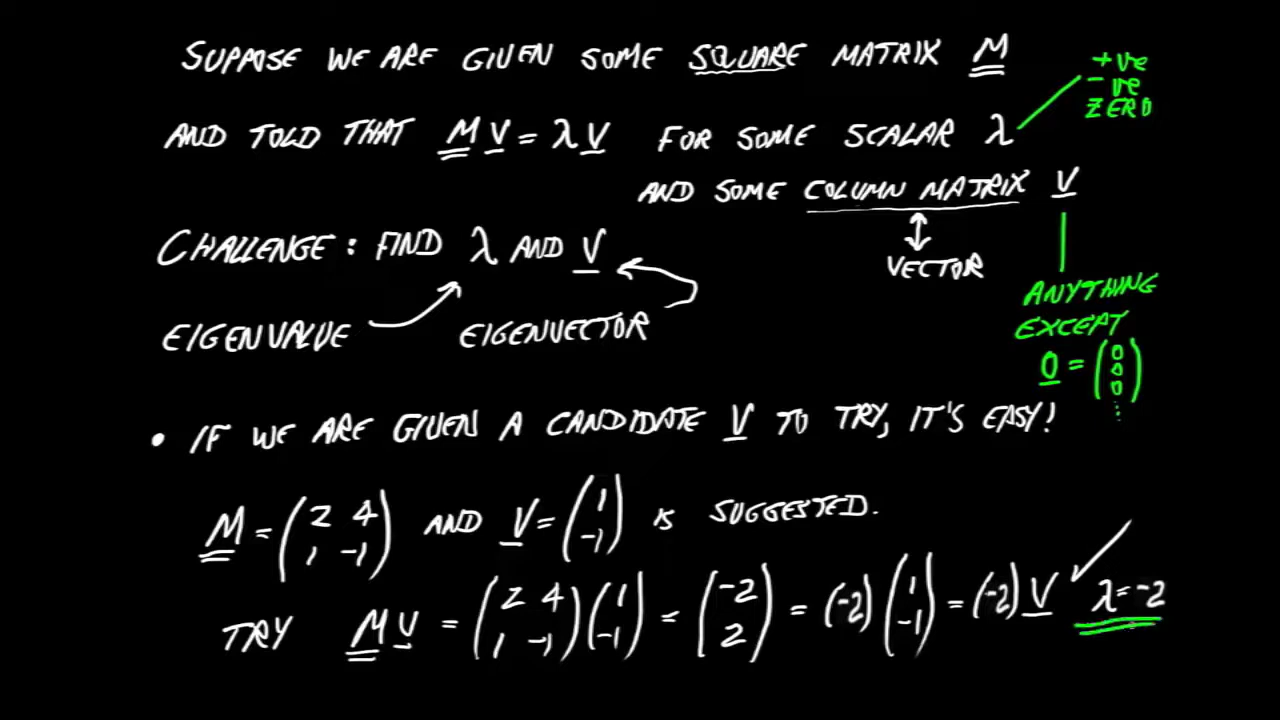 SUPPOSE WE ARE GIVEN SOME SQUARE MATRIX M
+ve
-ve
ZERO
AND TOLD THAT M V = λ V FOR SOME SCALAR λ
AND SOME COLUMN MATRIX V
VECTOR
CHALLENGE: FIND λ AND V
EIGENVALUE EIGENVECTOR
ANYTHING
EXCEPT
0 = (0 0 0 ⋮)
• IF WE ARE GIVEN A CANDIDATE V TO TRY, IT'S EASY!
M = (2 4; 1 -1) AND V = (1; -1) IS SUGGESTED.
TRY M V = (2 4; 1 -1)(1; -1) = (-2; 2) = (-2)(1; -1) = (-2) V ✓ λ=-2